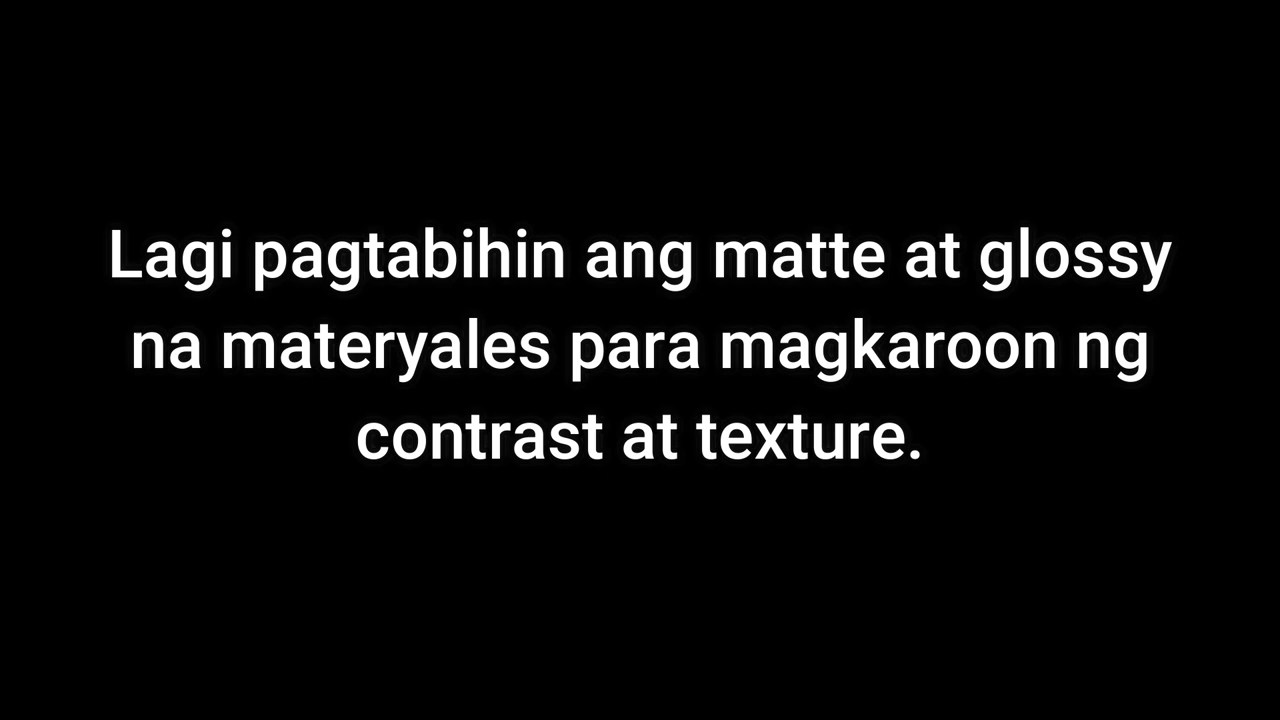 Lagi pagtabihin ang matte at glossy
na materyales para magkaroon ng
contrast at texture.